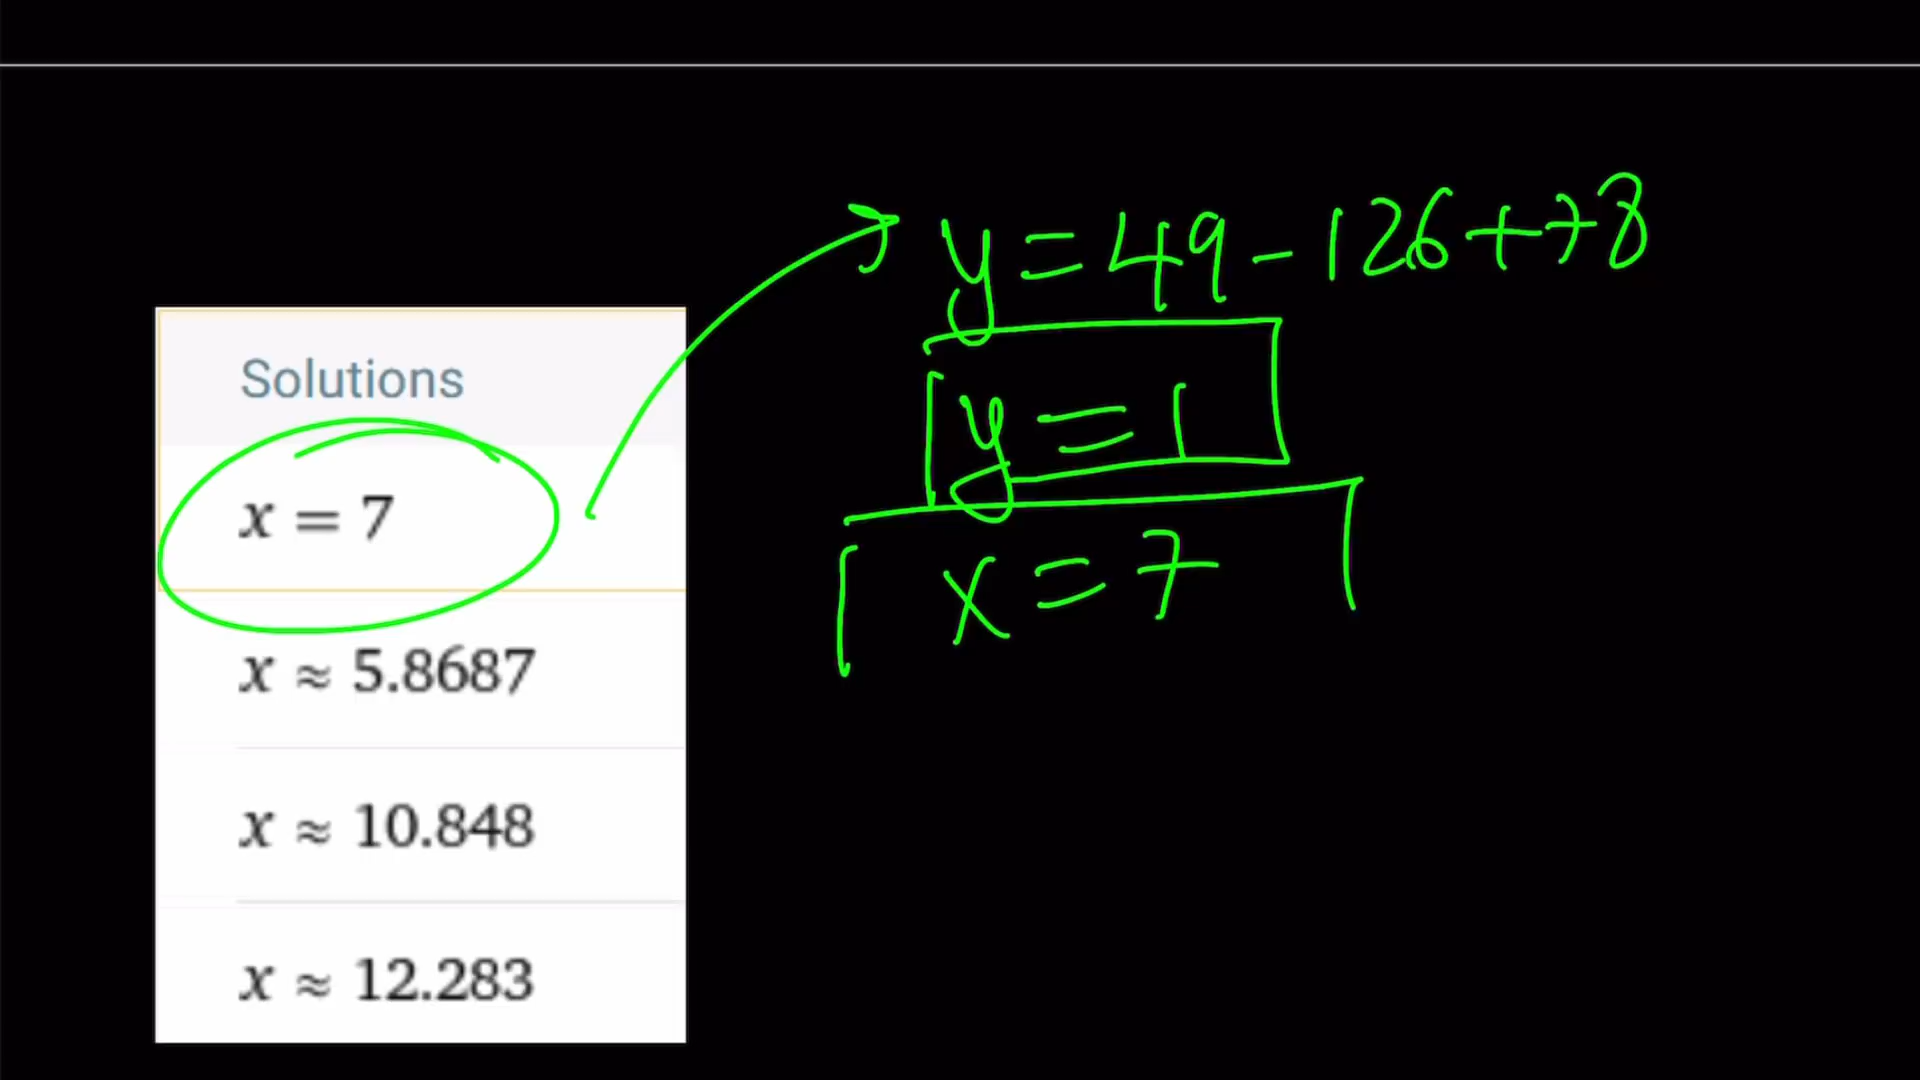 Solutions
x = 7
x ≈ 5.8687
x ≈ 10.848
x ≈ 12.283
y = 49 - 126 + 78
y = 1
x = 7